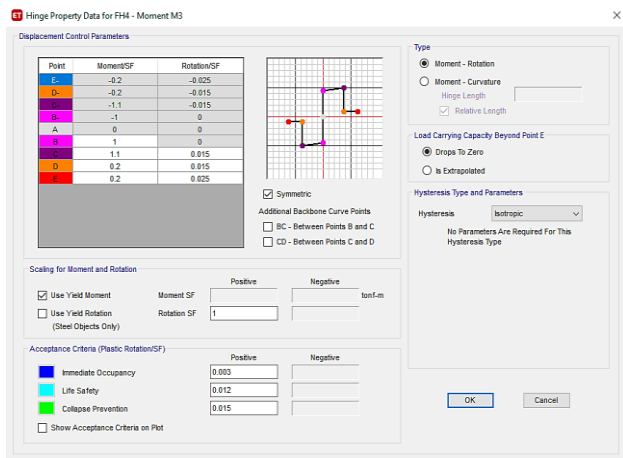 ET Hinge Property Data for FH4 - Moment M3
Displacement Control Parameters
Point Moment/SF Rotation/SF
E- -0.2 -0.025
D- -0.2 -0.015
C- -1.1 -0.015
B- -1 0
A 0 0
B 1 0
C 1.1 0.015
D 0.2 0.015
E 0.2 0.025
Symmetric
Additional Backbone Curve Points
BC - Between Points B and C
CD - Between Points C and D
Scaling for Moment and Rotation
Positive Negative
Use Yield Moment Moment SF tonf-m
Use Yield Rotation Rotation SF 1
(Steel Objects Only)
Acceptance Criteria (Plastic Rotation/SF)
Positive Negative
Immediate Occupancy 0.003
Life Safety 0.012
Collapse Prevention 0.015
Show Acceptance Criteria on Plot
Type
Moment - Rotation
Moment - Curvature
Hinge Length
Relative Length
Load Carrying Capacity Beyond Point E
Drops To Zero
Is Extrapolated
Hysteresis Type and Parameters
Hysteresis Isotropic
No Parameters Are Required For This
Hysteresis Type
OK Cancel